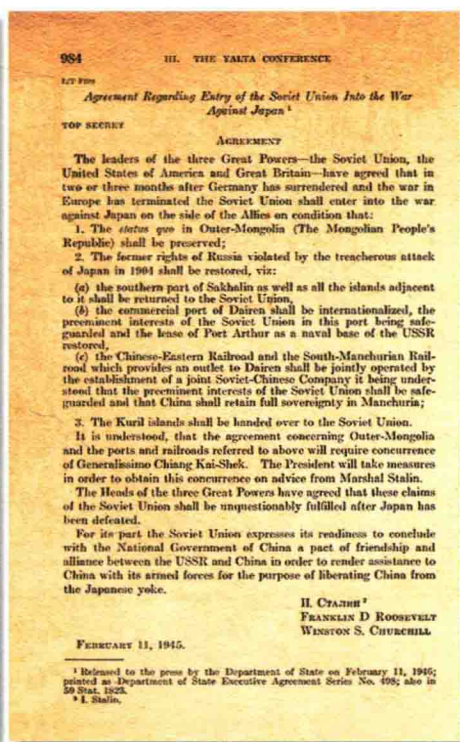 984 III. THE YALTA CONFERENCE
Agreement Regarding Entry of the Soviet Union Into the War
Against Japan ¹
TOP SECRET
AGREEMENT
The leaders of the three Great Powers—the Soviet Union, the
United States of America and Great Britain—have agreed that in
two or three months after Germany has surrendered and the war in
Europe has terminated the Soviet Union shall enter into the war
against Japan on the side of the Allies on condition that:
1. The status quo in Outer-Mongolia (The Mongolian People's
Republic) shall be preserved;
2. The former rights of Russia violated by the treacherous attack
of Japan in 1904 shall be restored, viz:
(a) the southern part of Sakhalin as well as all the islands adjacent
to it shall be returned to the Soviet Union,
(b) the commercial port of Dairen shall be internationalized, the
preeminent interests of the Soviet Union in this port being safe-
guarded and the lease of Port Arthur as a naval base of the USSR
restored,
(c) the Chinese-Eastern Railroad and the South-Manchurian Rail-
road which provides an outlet to Dairen shall be jointly operated by
the establishment of a joint Soviet-Chinese Company it being under-
stood that the preeminent interests of the Soviet Union shall be safe-
guarded and that China shall retain full sovereignty in Manchuria;
3. The Kuril islands shall be handed over to the Soviet Union.
It is understood, that the agreement concerning Outer-Mongolia
and the ports and railroads referred to above will require concurrence
of Generalissimo Chiang Kai-Shek. The President will take measures
in order to obtain this concurrence on advice from Marshal Stalin.
The Heads of the three Great Powers have agreed that these claims
of the Soviet Union shall be unquestionably fulfilled after Japan has
been defeated.
For its part the Soviet Union expresses its readiness to conclude
with the National Government of China a pact of friendship and
alliance between the USSR and China in order to render assistance to
China with its armed forces for the purpose of liberating China from
the Japanese yoke.
И. Сталин ²
FRANKLIN D ROOSEVELT
WINSTON S. CHURCHILL
FEBRUARY 11, 1945.
¹ Released to the press by the Department of State on February 11, 1946;
printed as Department of State Executive Agreement Series No. 498; also in
59 Stat. 1823.
² I. Stalin.